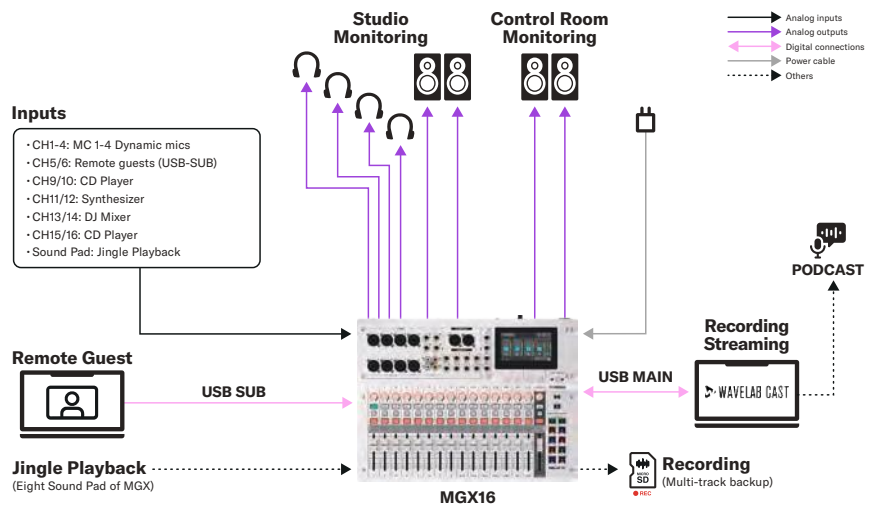 Studio
Monitoring
Control Room
Monitoring
Analog inputs
Analog outputs
Digital connections
Power cable
Others
Inputs
・CH1-4: MC 1-4 Dynamic mics
・CH5/6: Remote guests (USB-SUB)
・CH9/10: CD Player
・CH11/12: Synthesizer
・CH13/14: DJ Mixer
・CH15/16: CD Player
・Sound Pad: Jingle Playback
PODCAST
Recording
Streaming
Remote Guest
USB SUB
USB MAIN
WAVELAB CAST
Jingle Playback
(Eight Sound Pad of MGX)
MICRO
SD
REC
Recording
(Multi-track backup)
MGX16